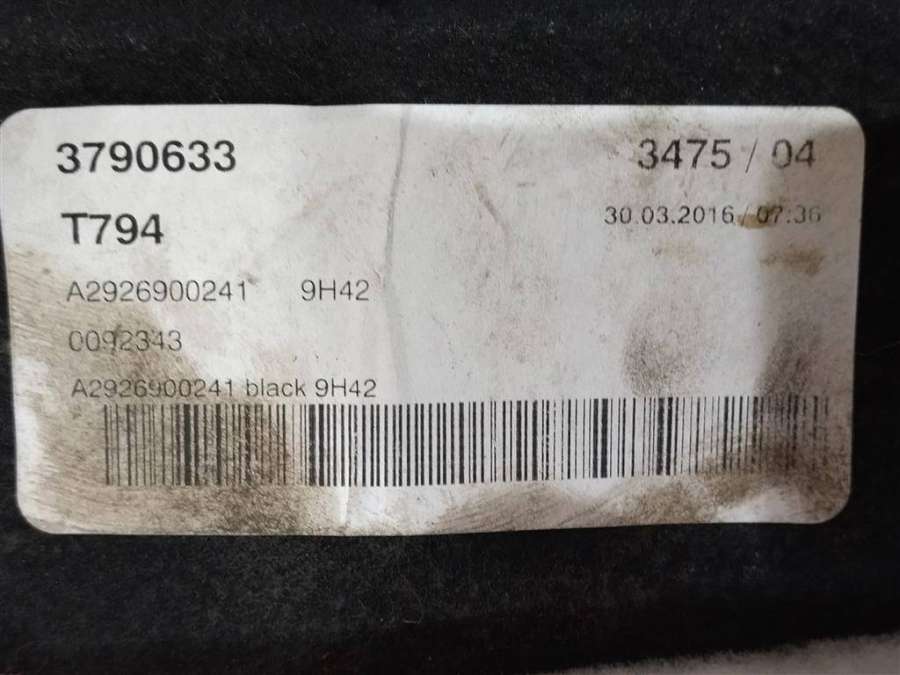 3790633 3475 / 04
T794 30.03.2016 / 07:36
A2926900241 9H42
0092343
A2926900241 black 9H42